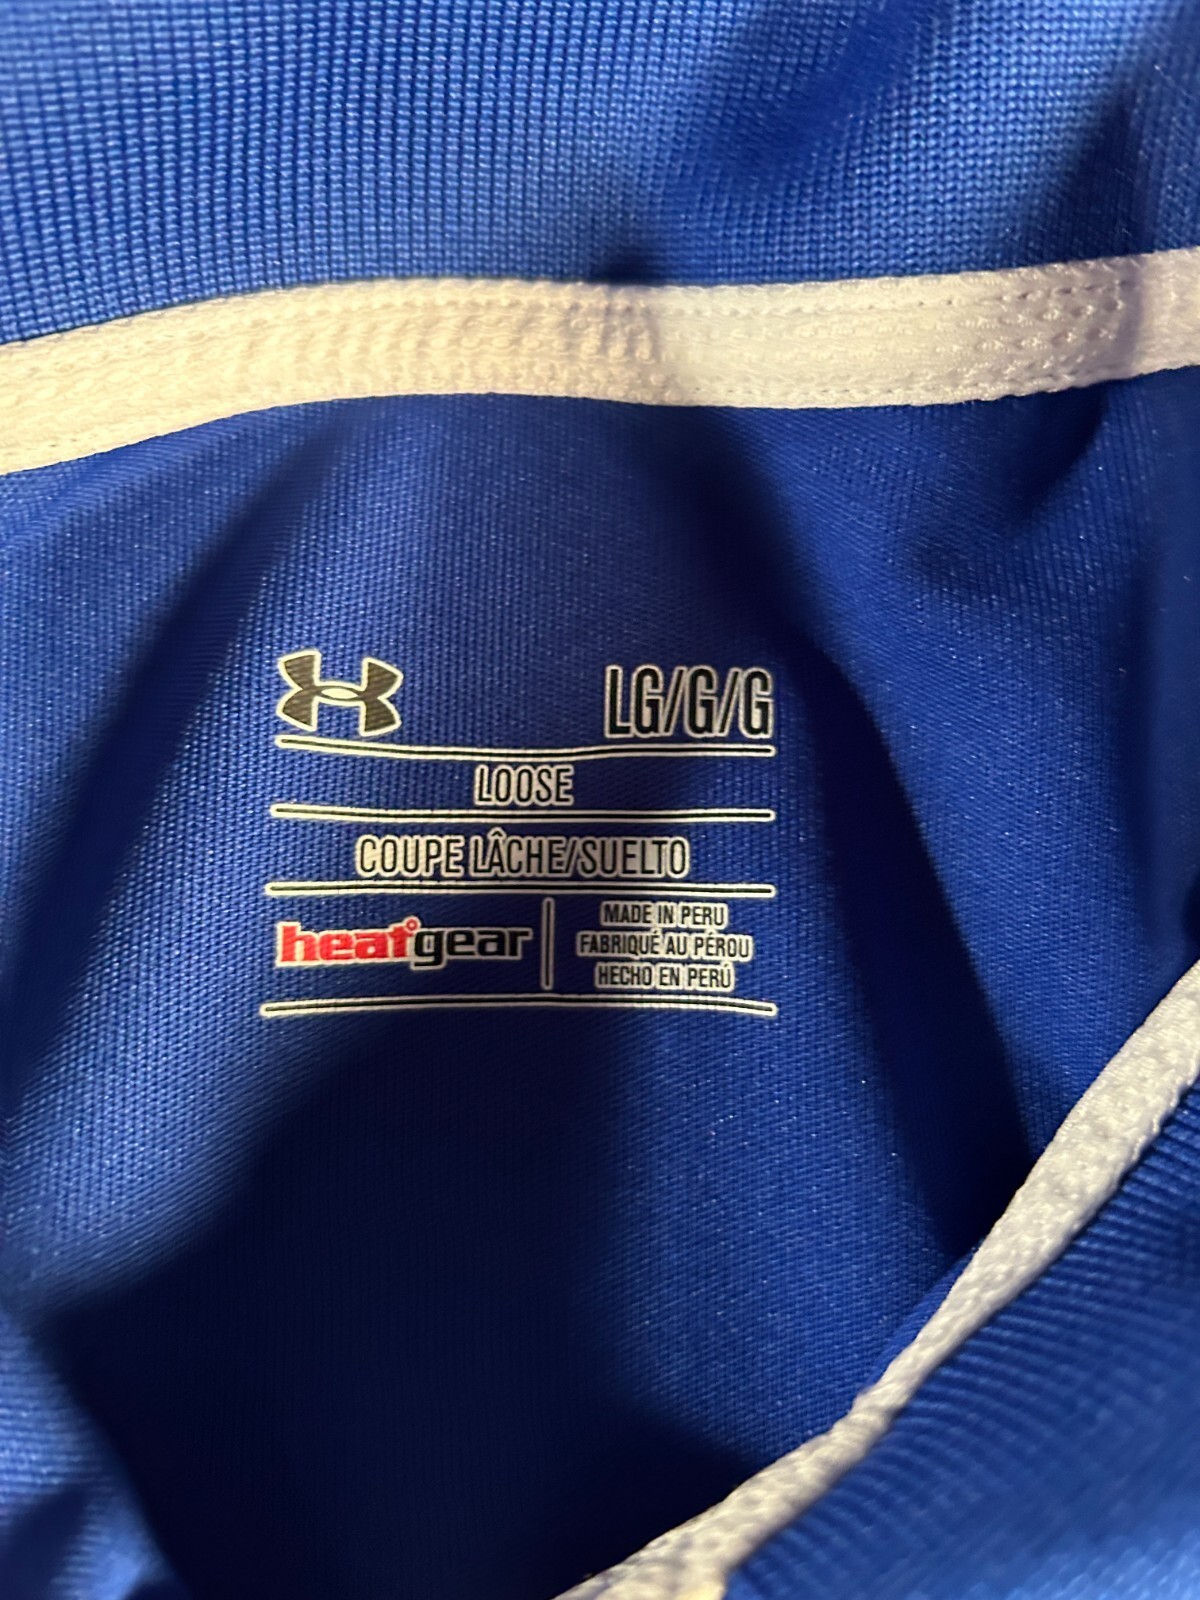 LG/G/G
LOOSE
COUPE LÂCHE/SUELTO
heatgear
MADE IN PERU
FABRIQUÉ AU PÉROU
HECHO EN PERÚ